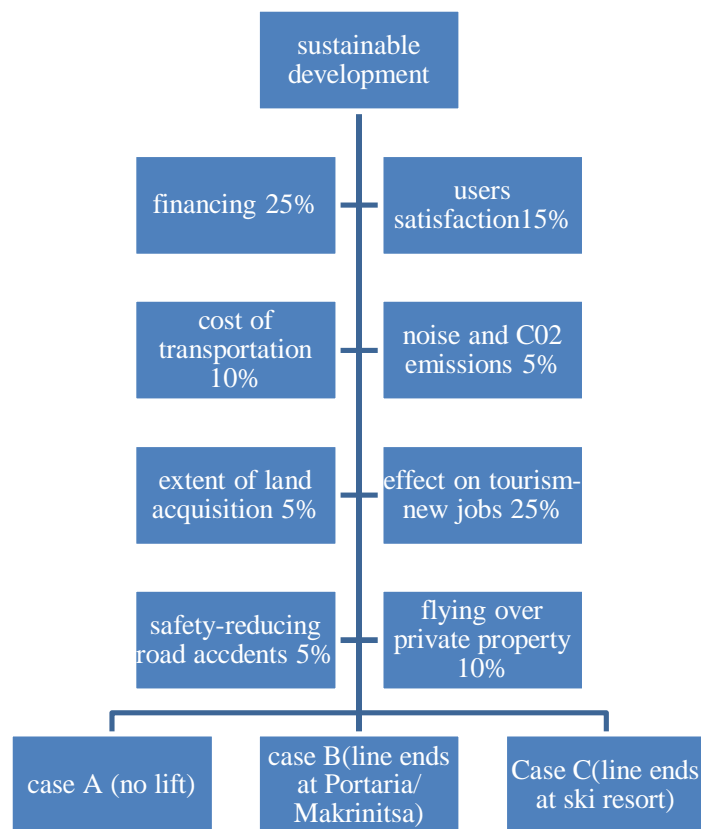 sustainable
development
financing 25%
users
satisfaction15%
cost of
transportation
10%
noise and C02
emissions 5%
extent of land
acquisition 5%
effect on tourism-
new jobs 25%
safety-reducing
road accdents 5%
flying over
private property
10%
case A (no lift)
case B(line ends
at Portaria/
Makrinitsa)
Case C(line ends
at ski resort)